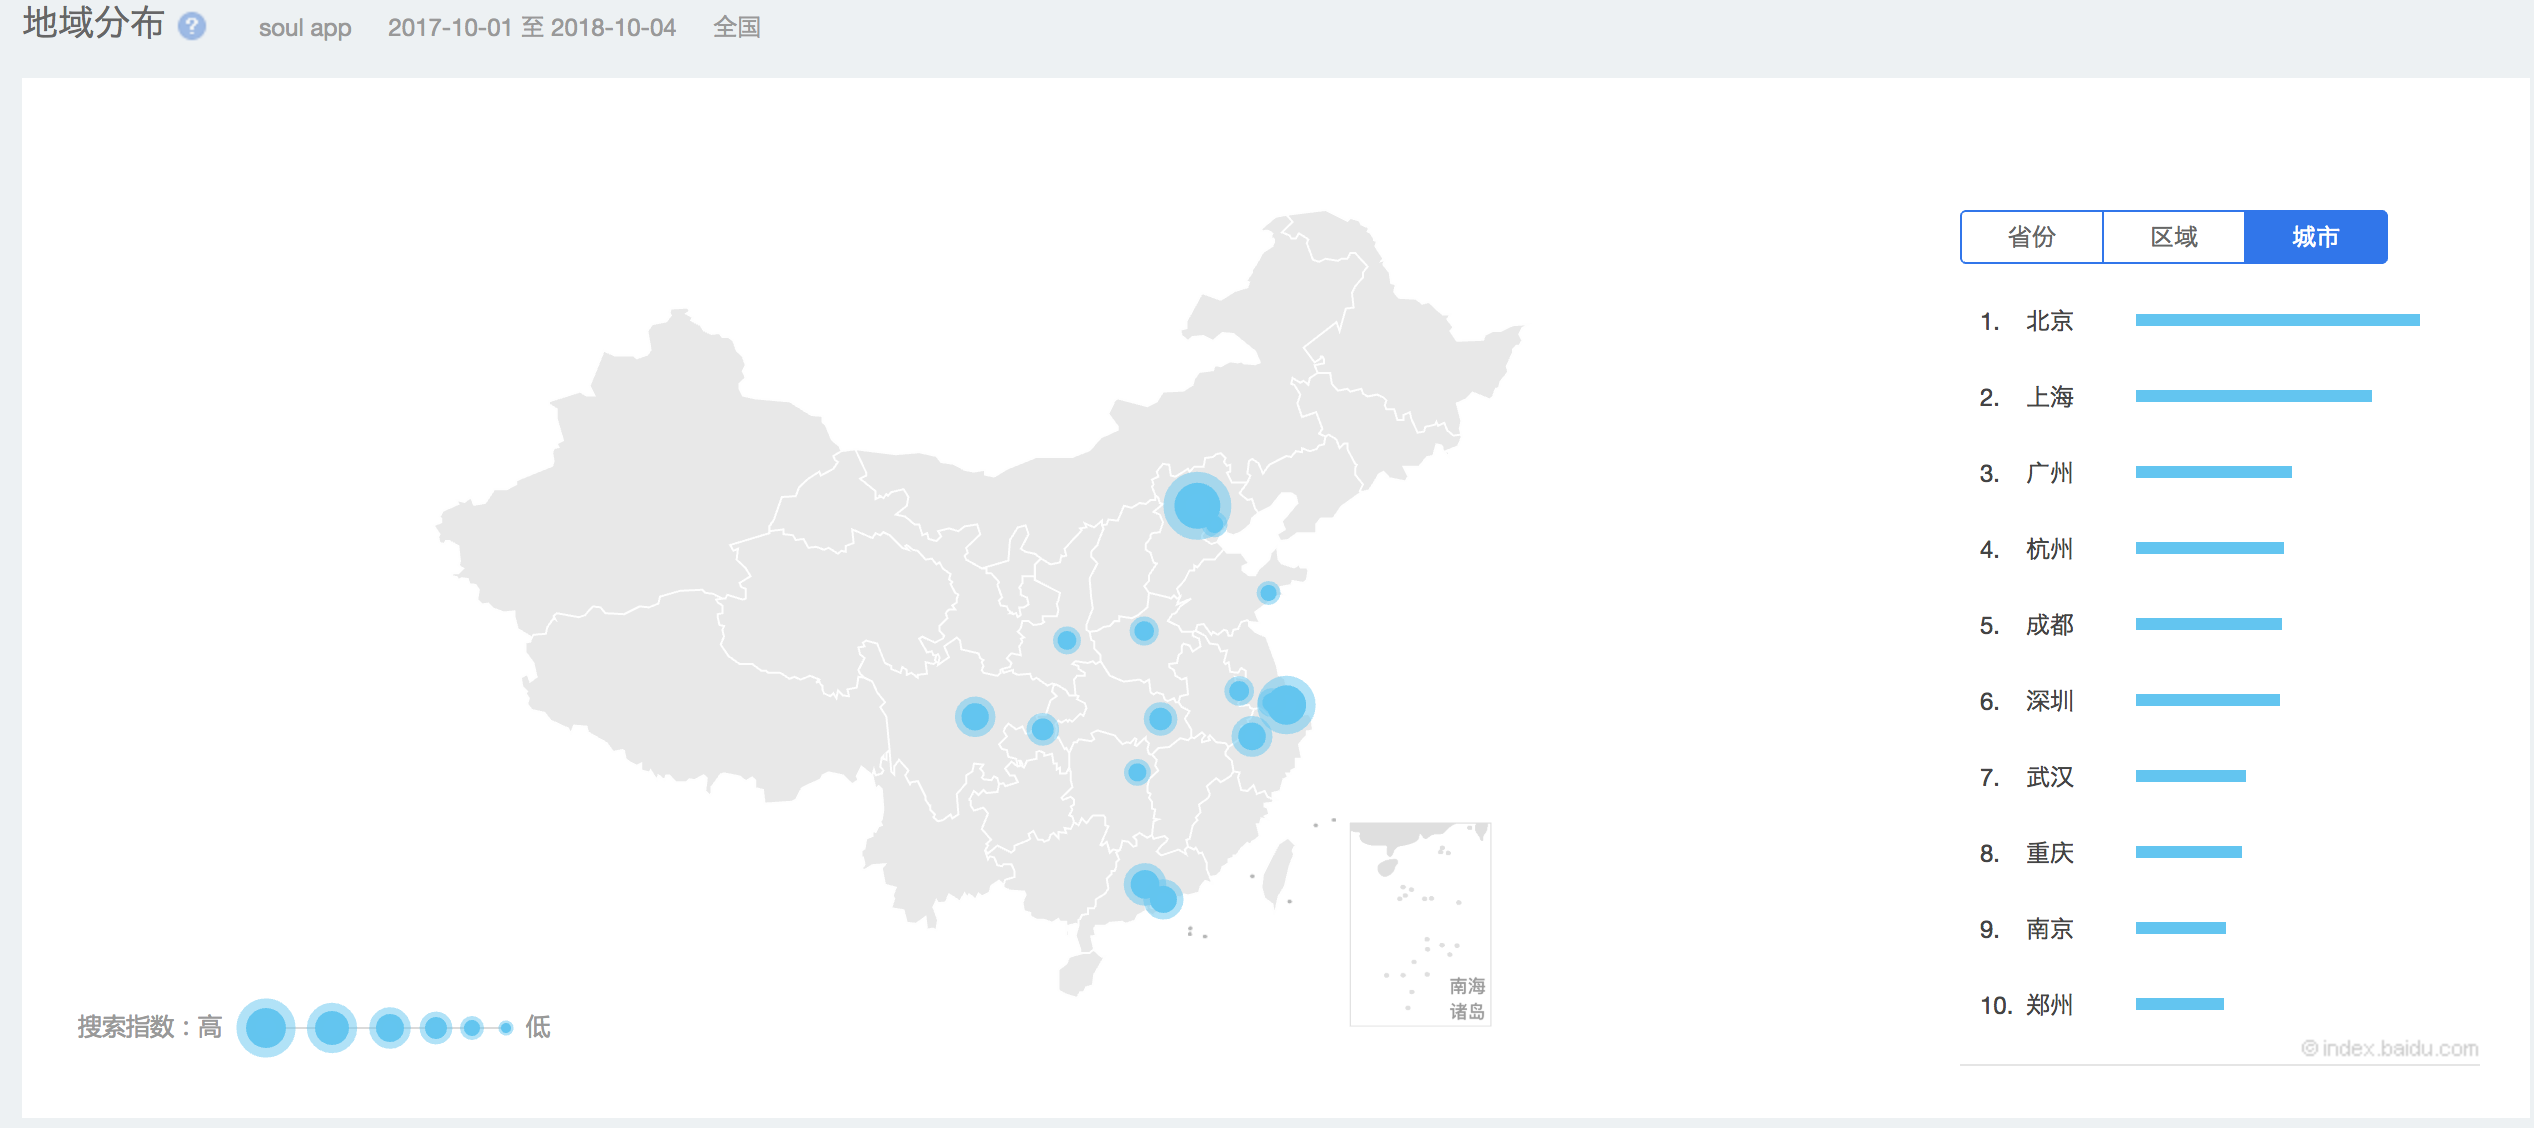 地域分布 ? soul app 2017-10-01 至 2018-10-04 全国
省份 区域 城市
1. 北京
2. 上海
3. 广州
4. 杭州
5. 成都
6. 深圳
7. 武汉
8. 重庆
9. 南京
10. 郑州
南海
诸岛
搜索指数：高 低
© index.baidu.com